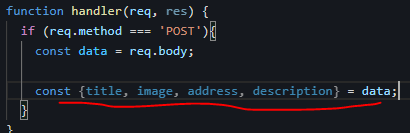 function handler(req, res) {
if (req.method === 'POST'){
const data = req.body;
const {title, image, address, description} = data;
}
}